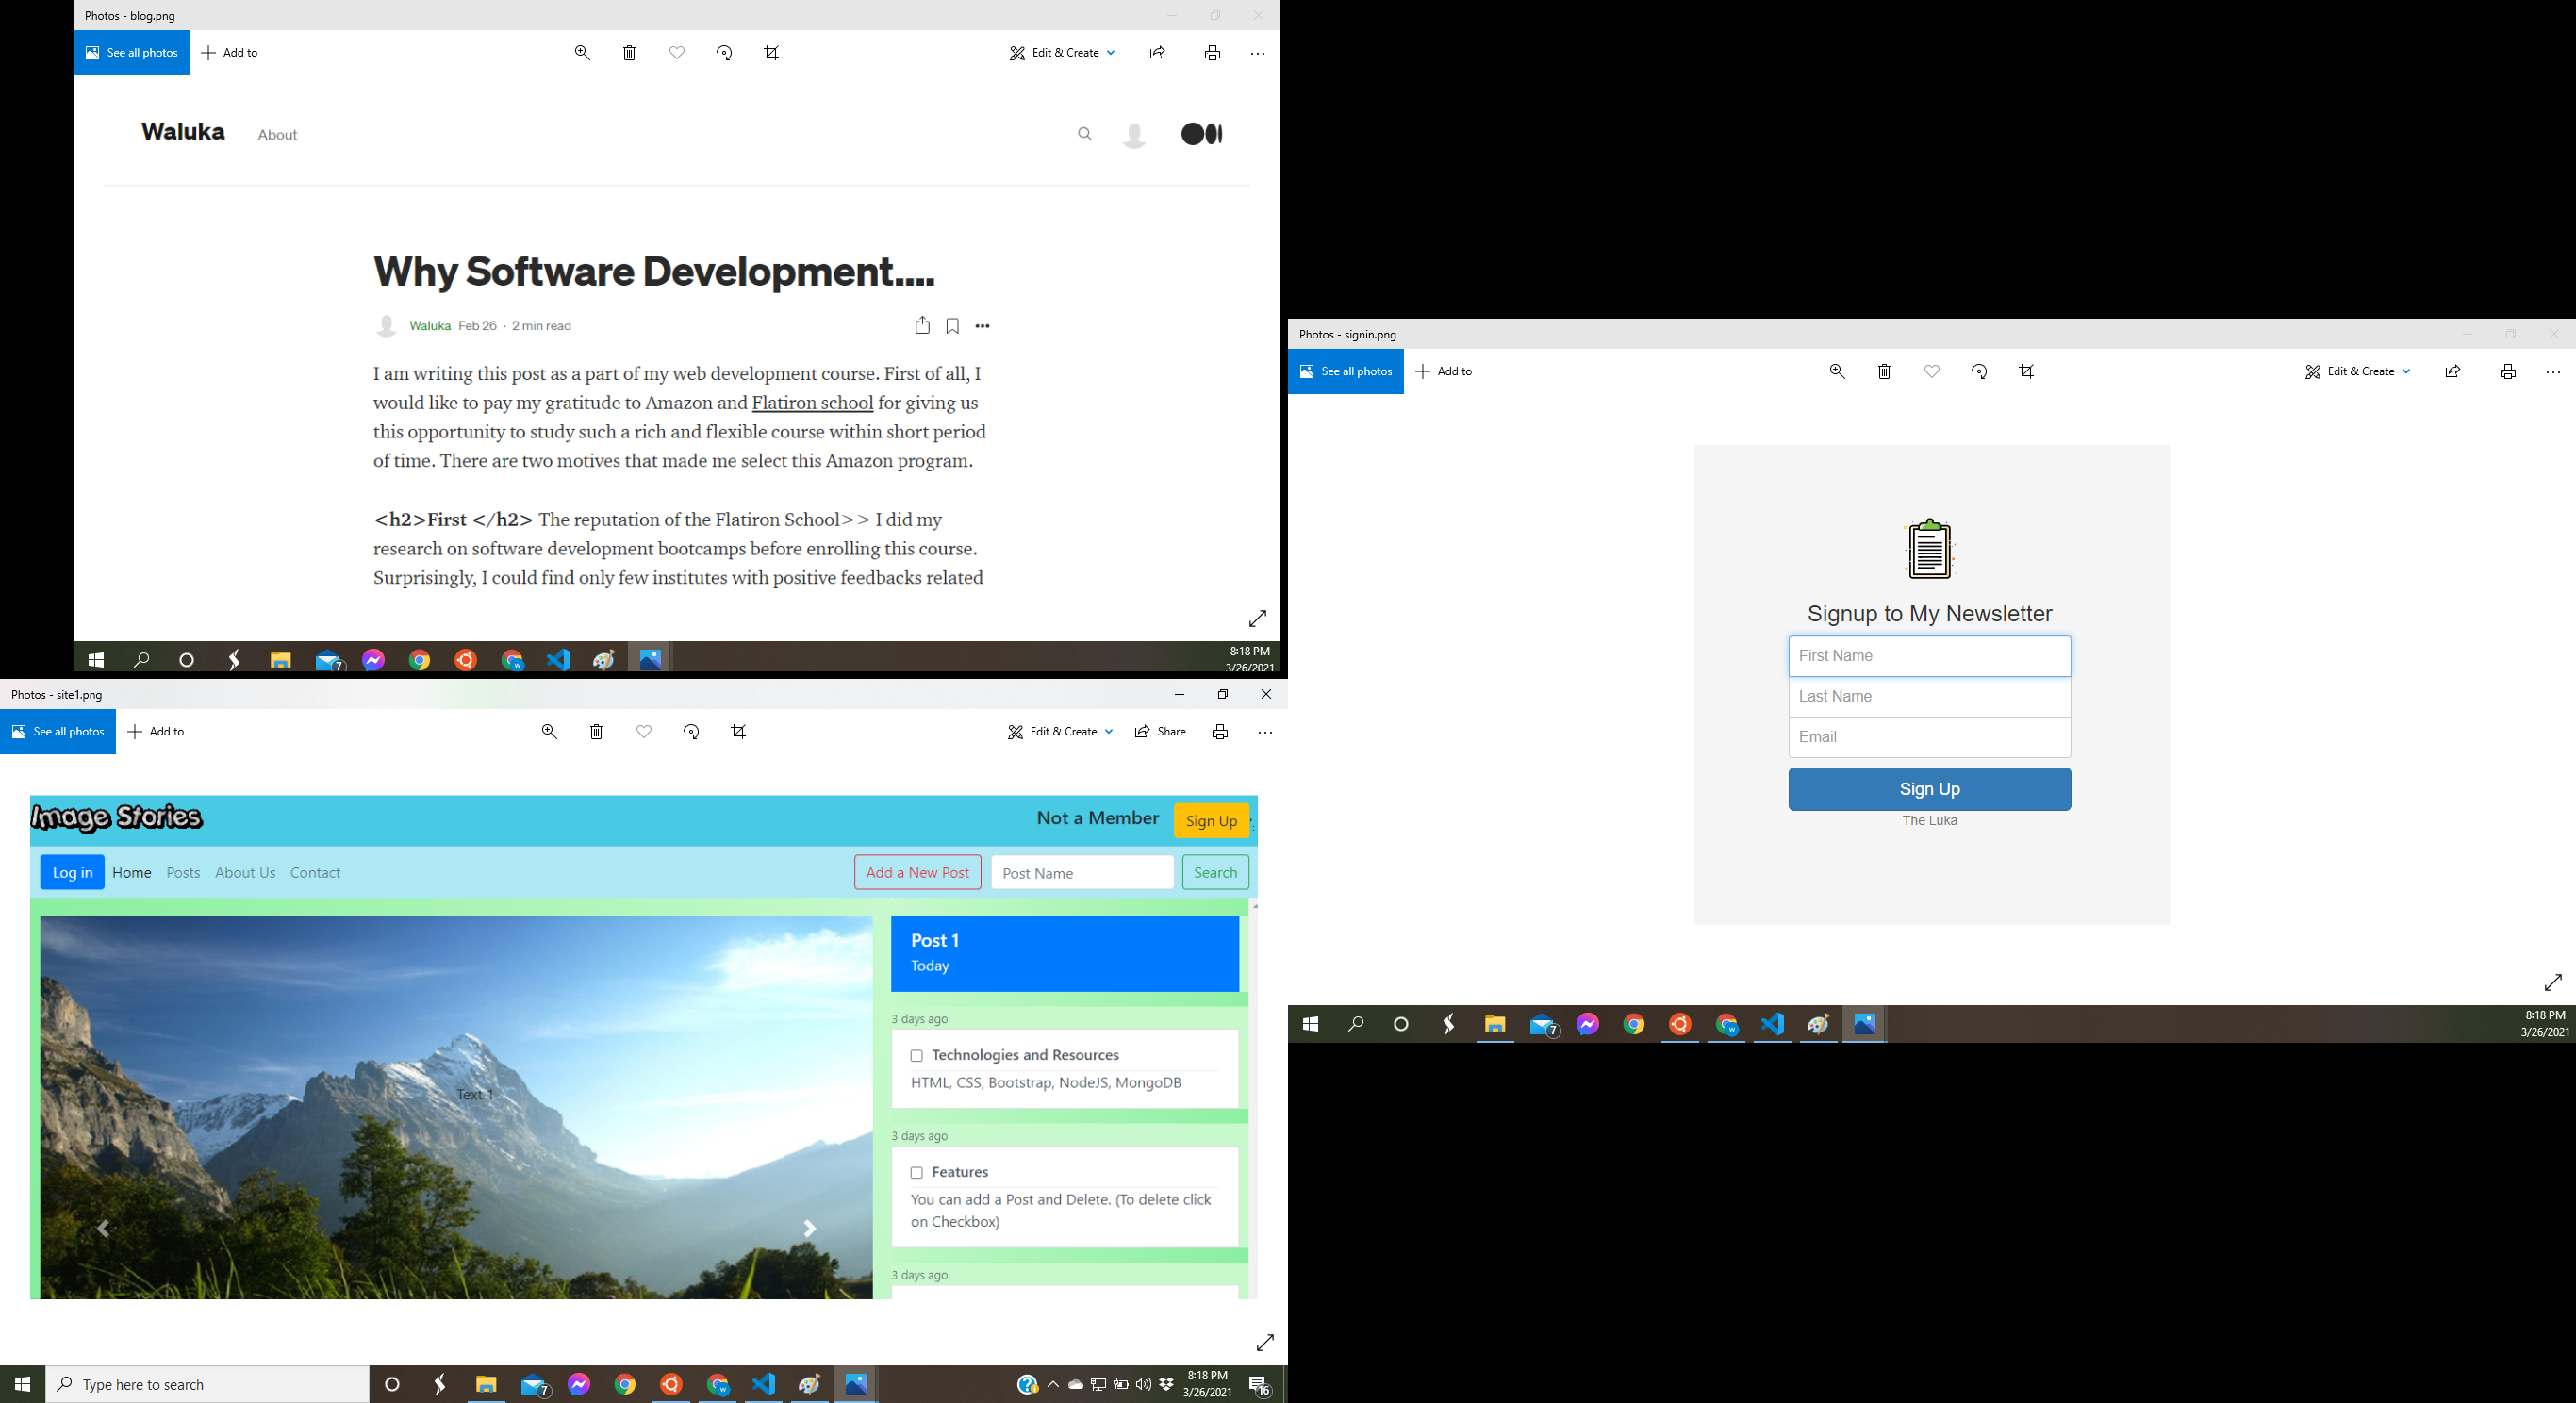 Photos - blog.png
See all photos
Add to
Edit & Create
Waluka
About
Why Software Development....
Waluka Feb 26 · 2 min read
I am writing this post as a part of my web development course. First of all, I
would like to pay my gratitude to Amazon and Flatiron school for giving us
this opportunity to study such a rich and flexible course within short period
of time. There are two motives that made me select this Amazon program.
<h2>First </h2> The reputation of the Flatiron School>> I did my
research on software development bootcamps before enrolling this course.
Surprisingly, I could find only few institutes with positive feedbacks related
7
8:18 PM
3/26/2021
Photos - site1.png
See all photos
Add to
Edit & Create
Share
Image Stories
Not a Member
Sign Up
Log in
Home
Posts
About Us
Contact
Add a New Post
Post Name
Search
Post 1
Today
3 days ago
Technologies and Resources
HTML, CSS, Bootstrap, NodeJS, MongoDB
3 days ago
Features
You can add a Post and Delete. (To delete click
on Checkbox)
3 days ago
Text 1
Type here to search
7
8:18 PM
3/26/2021
16
Photos - signin.png
See all photos
Add to
Edit & Create
Signup to My Newsletter
First Name
Last Name
Email
Sign Up
The Luka
7
8:18 PM
3/26/2021